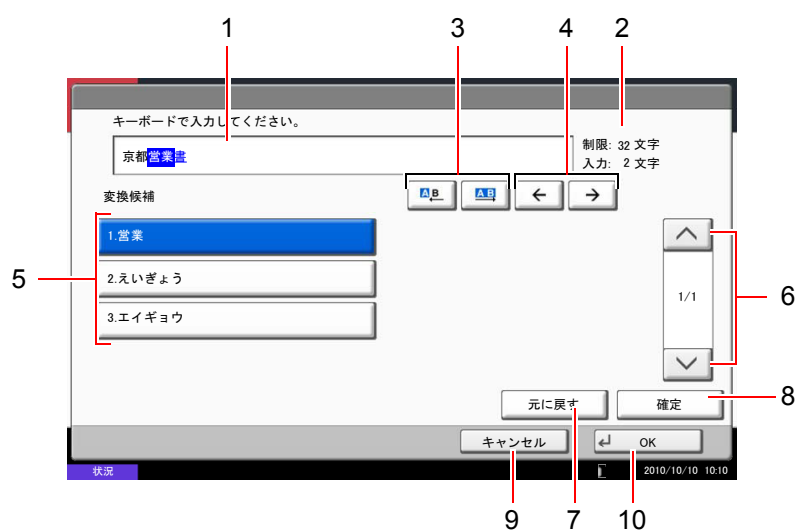 1 3 4 2
キーボードで入力してください。
京都営業書
制限: 32 文字
入力: 2 文字
変換候補
AB AB ← →
1.営業
2.えいぎょう
3.エイギョウ
5
1/1
6
元に戻す 確定
8
キャンセル OK
状況 2010/10/10 10:10
9 7 10